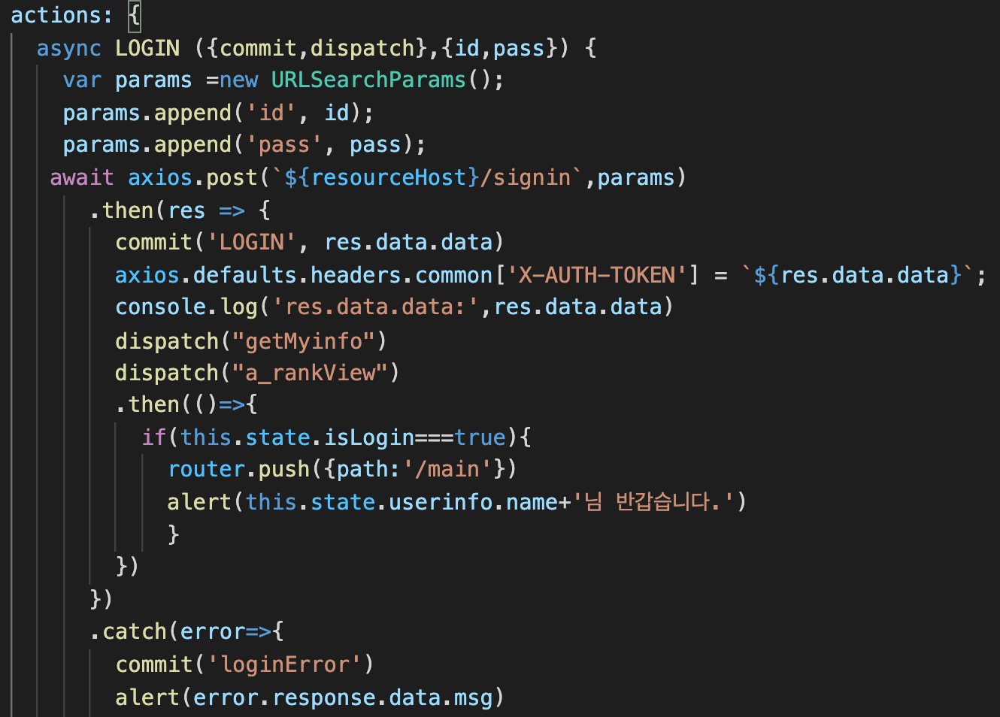 actions: {
async LOGIN ({commit,dispatch},{id,pass}) {
var params =new URLSearchParams();
params.append('id', id);
params.append('pass', pass);
await axios.post(`${resourceHost}/signin`,params)
.then(res => {
commit('LOGIN', res.data.data)
axios.defaults.headers.common['X-AUTH-TOKEN'] = `${res.data.data}`;
console.log('res.data.data:',res.data.data)
dispatch("getMyinfo")
dispatch("a_rankView")
.then(()=>{
if(this.state.isLogin===true){
router.push({path:'/main'})
alert(this.state.userinfo.name+'님 반갑습니다.')
}
})
})
.catch(error=>{
commit('loginError')
alert(error.response.data.msg)